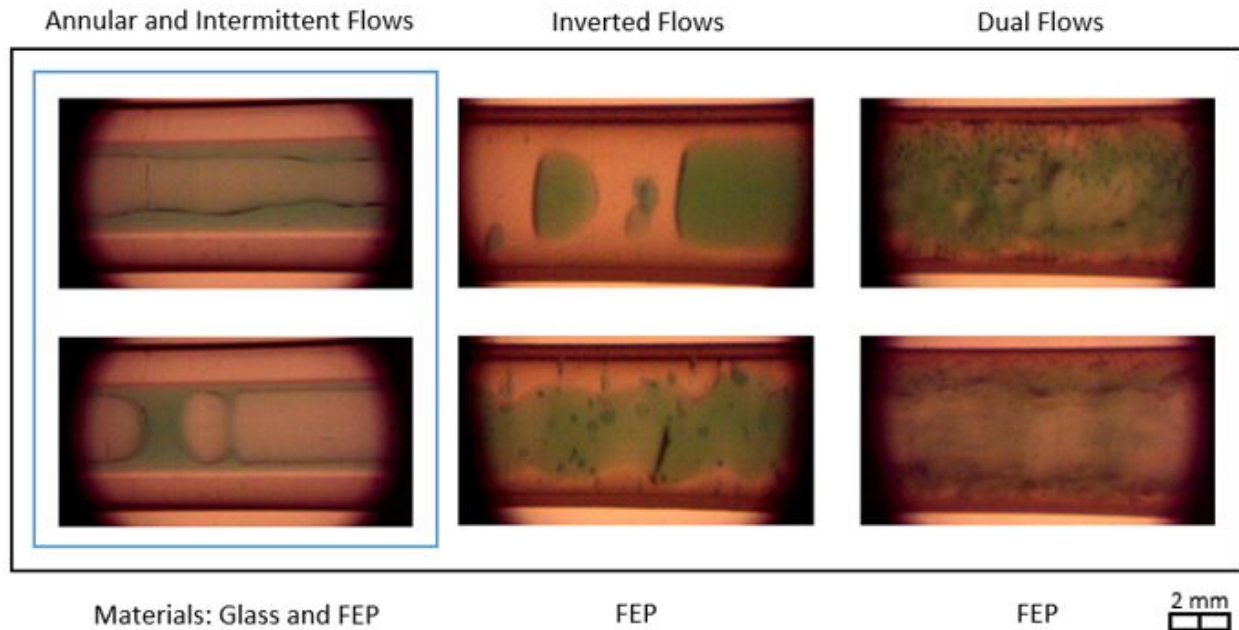 Annular and Intermittent Flows
Inverted Flows
Dual Flows
Materials: Glass and FEP
FEP
FEP
2 mm